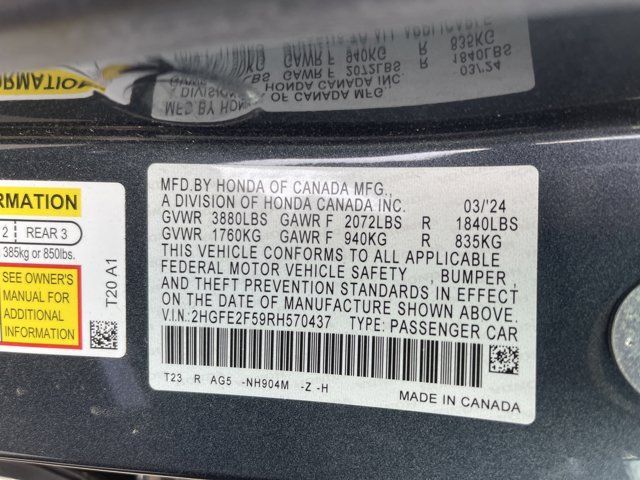 ORMATION
2 REAR 3
385kg or 850lbs.
SEE OWNER'S
MANUAL FOR
ADDITIONAL
INFORMATION
T20 A1
MFD.BY HONDA OF CANADA MFG.,
A DIVISION OF HONDA CANADA INC. 03/'24
GVWR 3880LBS GAWR F 2072LBS R 1840LBS
GVWR 1760KG GAWR F 940KG R 835KG
THIS VEHICLE CONFORMS TO ALL APPLICABLE
FEDERAL MOTOR VEHICLE SAFETY , BUMPER ,
AND THEFT PREVENTION STANDARDS IN EFFECT
ON THE DATE OF MANUFACTURE SHOWN ABOVE.
V.I.N:2HGFE2F59RH570437 TYPE: PASSENGER CAR
T23 R AG5 -NH904M -Z -H
MADE IN CANADA